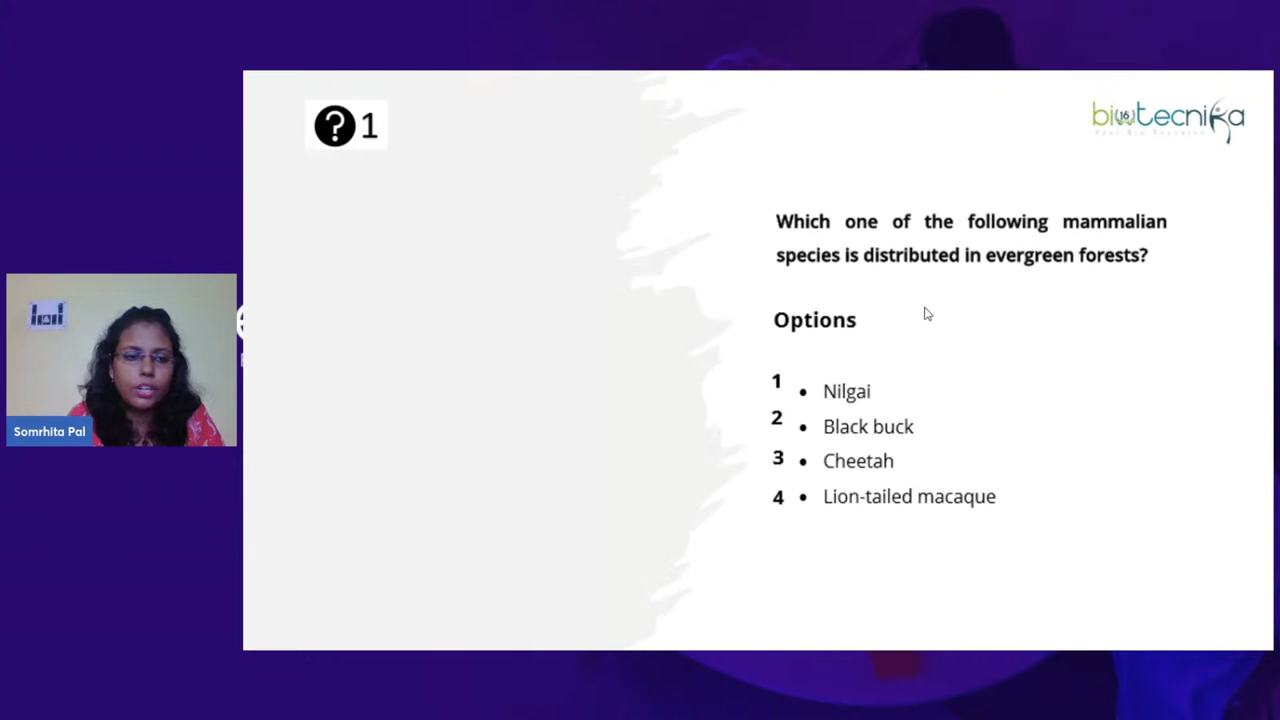 ? 1
biotecnika
Which one of the following mammalian
species is distributed in evergreen forests?
Options
1 • Nilgai
2 • Black buck
3 • Cheetah
4 • Lion-tailed macaque
Somrhita Pal